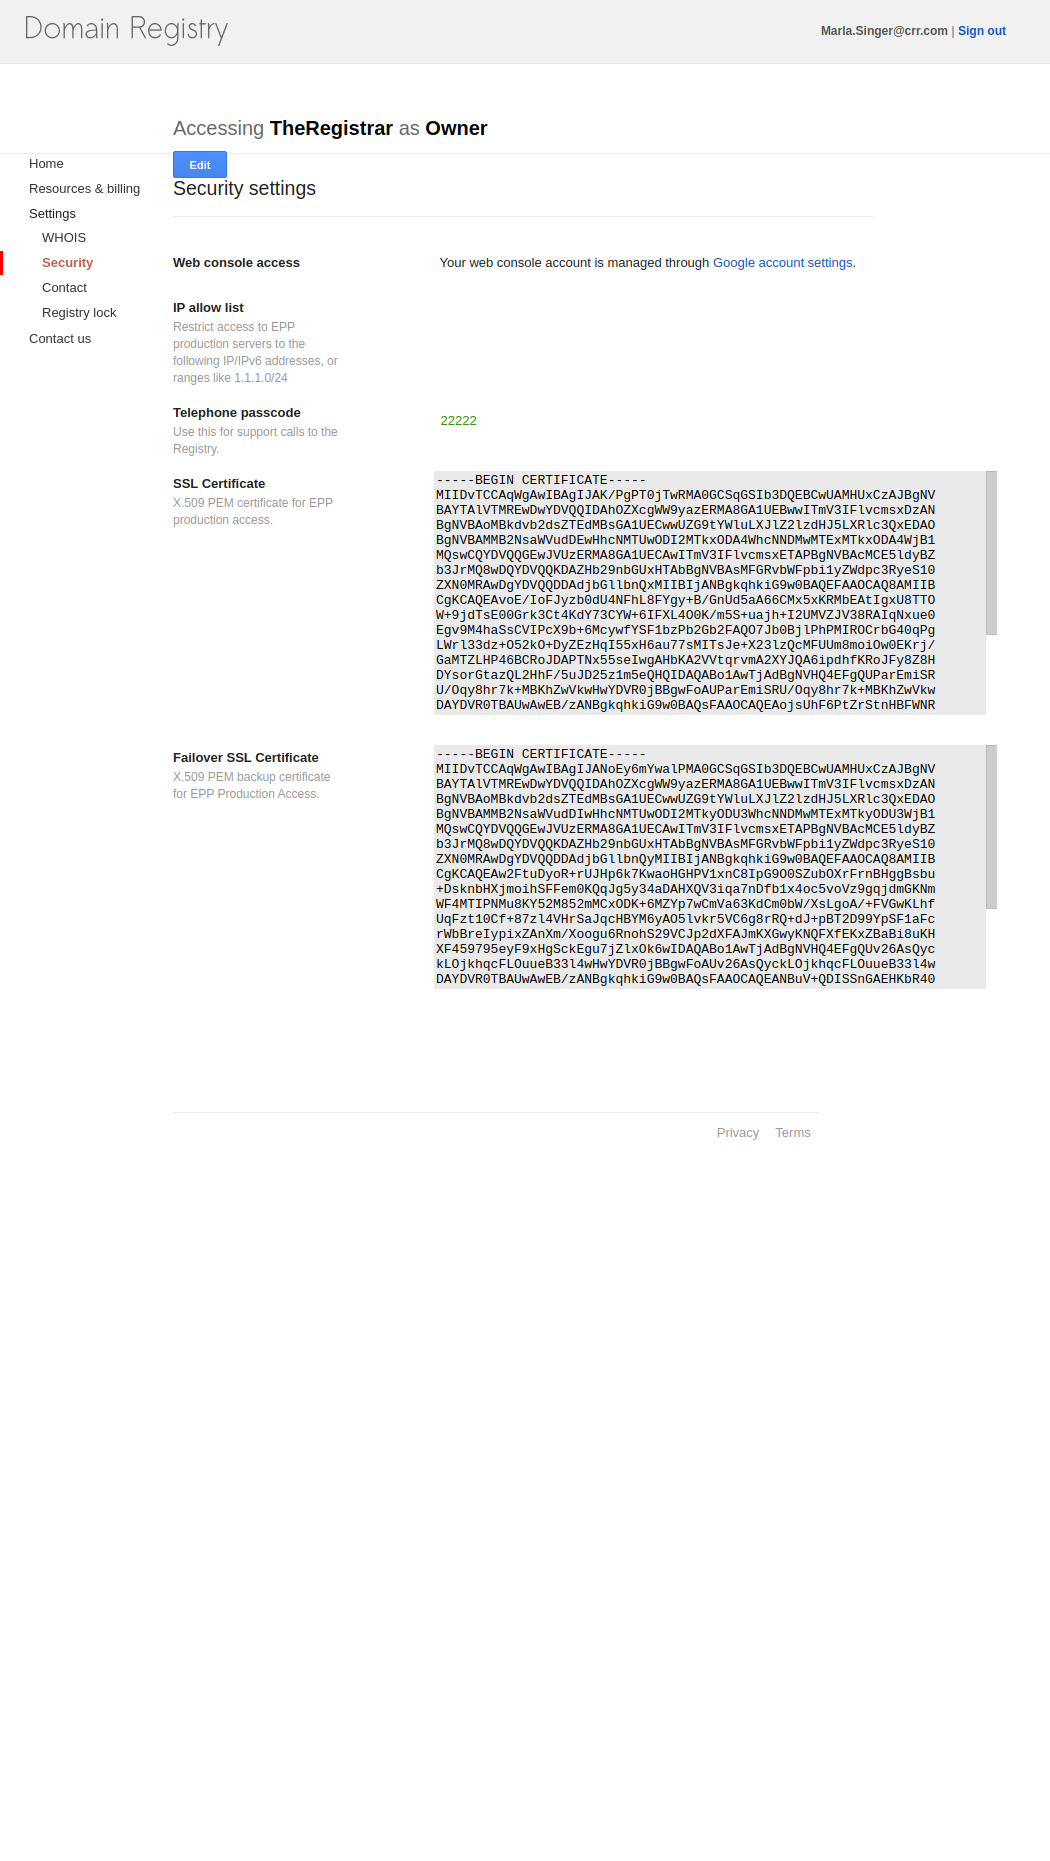 Domain Registry
Marla.Singer@crr.com | Sign out
Accessing TheRegistrar as Owner
Edit
Home
Resources & billing
Settings
WHOIS
Security
Contact
Registry lock
Contact us
Security settings
Web console access
Your web console account is managed through Google account settings.
IP allow list
Restrict access to EPP
production servers to the
following IP/IPv6 addresses, or
ranges like 1.1.1.0/24
Telephone passcode
Use this for support calls to the
Registry.
22222
SSL Certificate
X.509 PEM certificate for EPP
production access.
-----BEGIN CERTIFICATE-----
MIIDvTCCAqWgAwIBAgIJAK/PgPT0jTwRMA0GCSqGSIb3DQEBCwUAMHUxCzAJBgNV
BAYTAlVTMREwDwYDVQQIDAhOZXcgWW9yazERMA8GA1UEBwwITmV3IFlvcmsxDzAN
BgNVBAoMBkdvb2dsZTEdMBsGA1UECwwUZG9tYWluLXJlZ2lzdHJ5LXRlc3QxEDAO
BgNVBAMMB2NsaWVudDEwHhcNMTUwODI2MTkxODA4WhcNNDMwMTExMTkxODA4WjB1
MQswCQYDVQQGEwJVUzERMA8GA1UECAwITmV3IFlvcmsxETAPBgNVBAcMCE5ldyBZ
b3JrMQ8wDQYDVQQKDAZHb29nbGUxHTAbBgNVBAsMFGRvbWFpbi1yZWdpc3RyeS10
ZXN0MRAwDgYDVQQDDAdjbGllbnQxMIIBIjANBgkqhkiG9w0BAQEFAAOCAQ8AMIIB
CgKCAQEAvoE/IoFJyzb0dU4NFhL8FYgy+B/GnUd5aA66CMx5xKRMbEAtIgxU8TTO
W+9jdTsE00Grk3Ct4KdY73CYW+6IFXL4O0K/m5S+uajh+I2UMVZJV38RAIqNxue0
Egv9M4haSsCVIPcX9b+6McywfYSF1bzPb2Gb2FAQO7Jb0BjlPhPMIROCrbG40qPg
LWrl33dz+O52kO+DyZEzHqI55xH6au77sMITsJe+X23lzQcMFUUm8moiOw0EKrj/
GaMTZLHP46BCRoJDAPTNx55seIwgAHbKA2VVtqrvmA2XYJQA6ipdhfKRoJFy8Z8H
DYsorGtazQL2HhF/5uJD25z1m5eQHQIDAQABo1AwTjAdBgNVHQ4EFgQUParEmiSR
U/Oqy8hr7k+MBKhZwVkwHwYDVR0jBBgwFoAUParEmiSRU/Oqy8hr7k+MBKhZwVkw
DAYDVR0TBAUwAwEB/zANBgkqhkiG9w0BAQsFAAOCAQEAojsUhF6PtZrStnHBFWNR
Failover SSL Certificate
X.509 PEM backup certificate
for EPP Production Access.
-----BEGIN CERTIFICATE-----
MIIDvTCCAqWgAwIBAgIJANoEy6mYwalPMA0GCSqGSIb3DQEBCwUAMHUxCzAJBgNV
BAYTAlVTMREwDwYDVQQIDAhOZXcgWW9yazERMA8GA1UEBwwITmV3IFlvcmsxDzAN
BgNVBAoMBkdvb2dsZTEdMBsGA1UECwwUZG9tYWluLXJlZ2lzdHJ5LXRlc3QxEDAO
BgNVBAMMB2NsaWVudDIwHhcNMTUwODI2MTkyODU3WhcNNDMwMTExMTkyODU3WjB1
MQswCQYDVQQGEwJVUzERMA8GA1UECAwITmV3IFlvcmsxETAPBgNVBAcMCE5ldyBZ
b3JrMQ8wDQYDVQQKDAZHb29nbGUxHTAbBgNVBAsMFGRvbWFpbi1yZWdpc3RyeS10
ZXN0MRAwDgYDVQQDDAdjbGllbnQyMIIBIjANBgkqhkiG9w0BAQEFAAOCAQ8AMIIB
CgKCAQEAw2FtuDyoR+rUJHp6k7KwaoHGHPV1xnC8IpG9O0SZubOXrFrnBHggBsbu
+DsknbHXjmoihSFFem0KQqJg5y34aDAHXQV3iqa7nDfb1x4oc5voVz9gqjdmGKNm
WF4MTIPNMu8KY52M852mMCxODK+6MZYp7wCmVa63KdCm0bW/XsLgoA/+FVGwKLhf
UqFzt10Cf+87zl4VHrSaJqcHBYM6yAO5lvkr5VC6g8rRQ+dJ+pBT2D99YpSF1aFc
rWbBreIypixZAnXm/Xoogu6RnohS29VCJp2dXFAJmKXGwyKNQFXfEKxZBaBi8uKH
XF459795eyF9xHgSckEgu7jZlxOk6wIDAQABo1AwTjAdBgNVHQ4EFgQUv26AsQyc
kLOjkhqcFLOuueB33l4wHwYDVR0jBBgwFoAUv26AsQyckLOjkhqcFLOuueB33l4w
DAYDVR0TBAUwAwEB/zANBgkqhkiG9w0BAQsFAAOCAQEANBuV+QDISSnGAEHKbR40
Privacy Terms